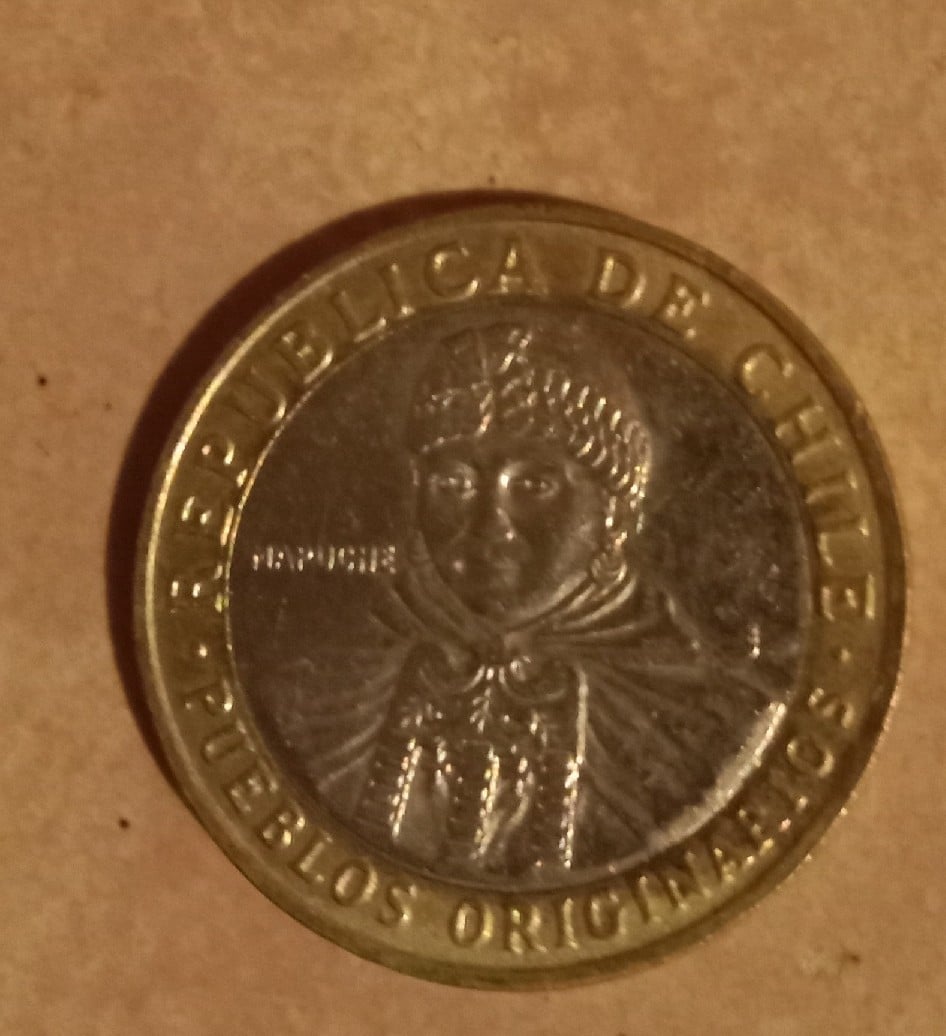 REPUBLICA DE CHILE
MAPUCHE
· PUEBLOS ORIGINARIOS ·